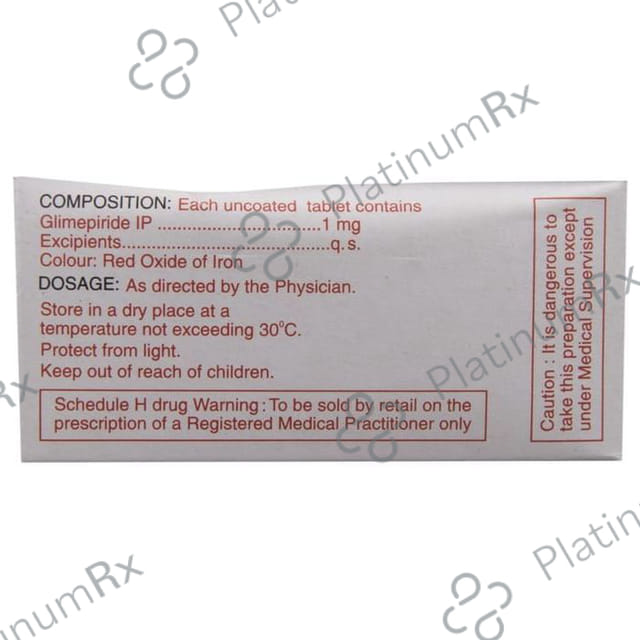 COMPOSITION: Each uncoated tablet contains
Glimepiride IP ................................1 mg
Excipients.........................................q.s.
Colour: Red Oxide of Iron
DOSAGE: As directed by the Physician.
Store in a dry place at a
temperature not exceeding 30°C.
Protect from light.
Keep out of reach of children.
Schedule H drug Warning : To be sold by retail on the
prescription of a Registered Medical Practitioner only
Caution : It is dangerous to
take this preparation except
under Medical Supervision
PlatinumRx
PlatinumRx